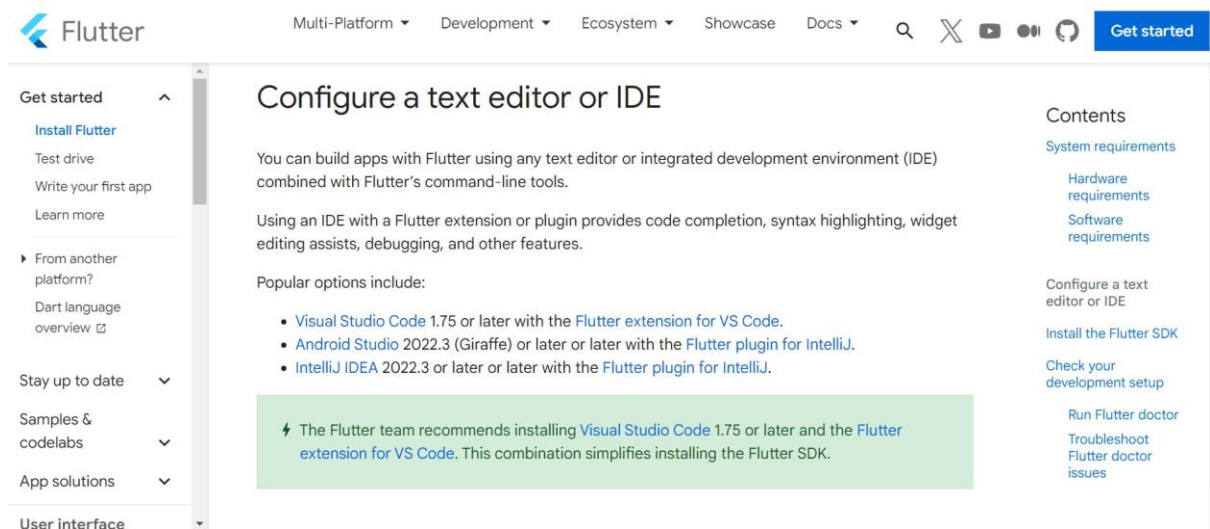 Flutter
Multi-Platform
Development
Ecosystem
Showcase
Docs
Get started
Get started
Install Flutter
Test drive
Write your first app
Learn more
From another
platform?
Dart language
overview
Stay up to date
Samples &
codelabs
App solutions
User interface
Configure a text editor or IDE
You can build apps with Flutter using any text editor or integrated development environment (IDE)
combined with Flutter's command-line tools.
Using an IDE with a Flutter extension or plugin provides code completion, syntax highlighting, widget
editing assists, debugging, and other features.
Popular options include:
• Visual Studio Code 1.75 or later with the Flutter extension for VS Code.
• Android Studio 2022.3 (Giraffe) or later or later with the Flutter plugin for IntelliJ.
• IntelliJ IDEA 2022.3 or later or later with the Flutter plugin for IntelliJ.
The Flutter team recommends installing Visual Studio Code 1.75 or later and the Flutter
extension for VS Code. This combination simplifies installing the Flutter SDK.
Contents
System requirements
Hardware
requirements
Software
requirements
Configure a text
editor or IDE
Install the Flutter SDK
Check your
development setup
Run Flutter doctor
Troubleshoot
Flutter doctor
issues